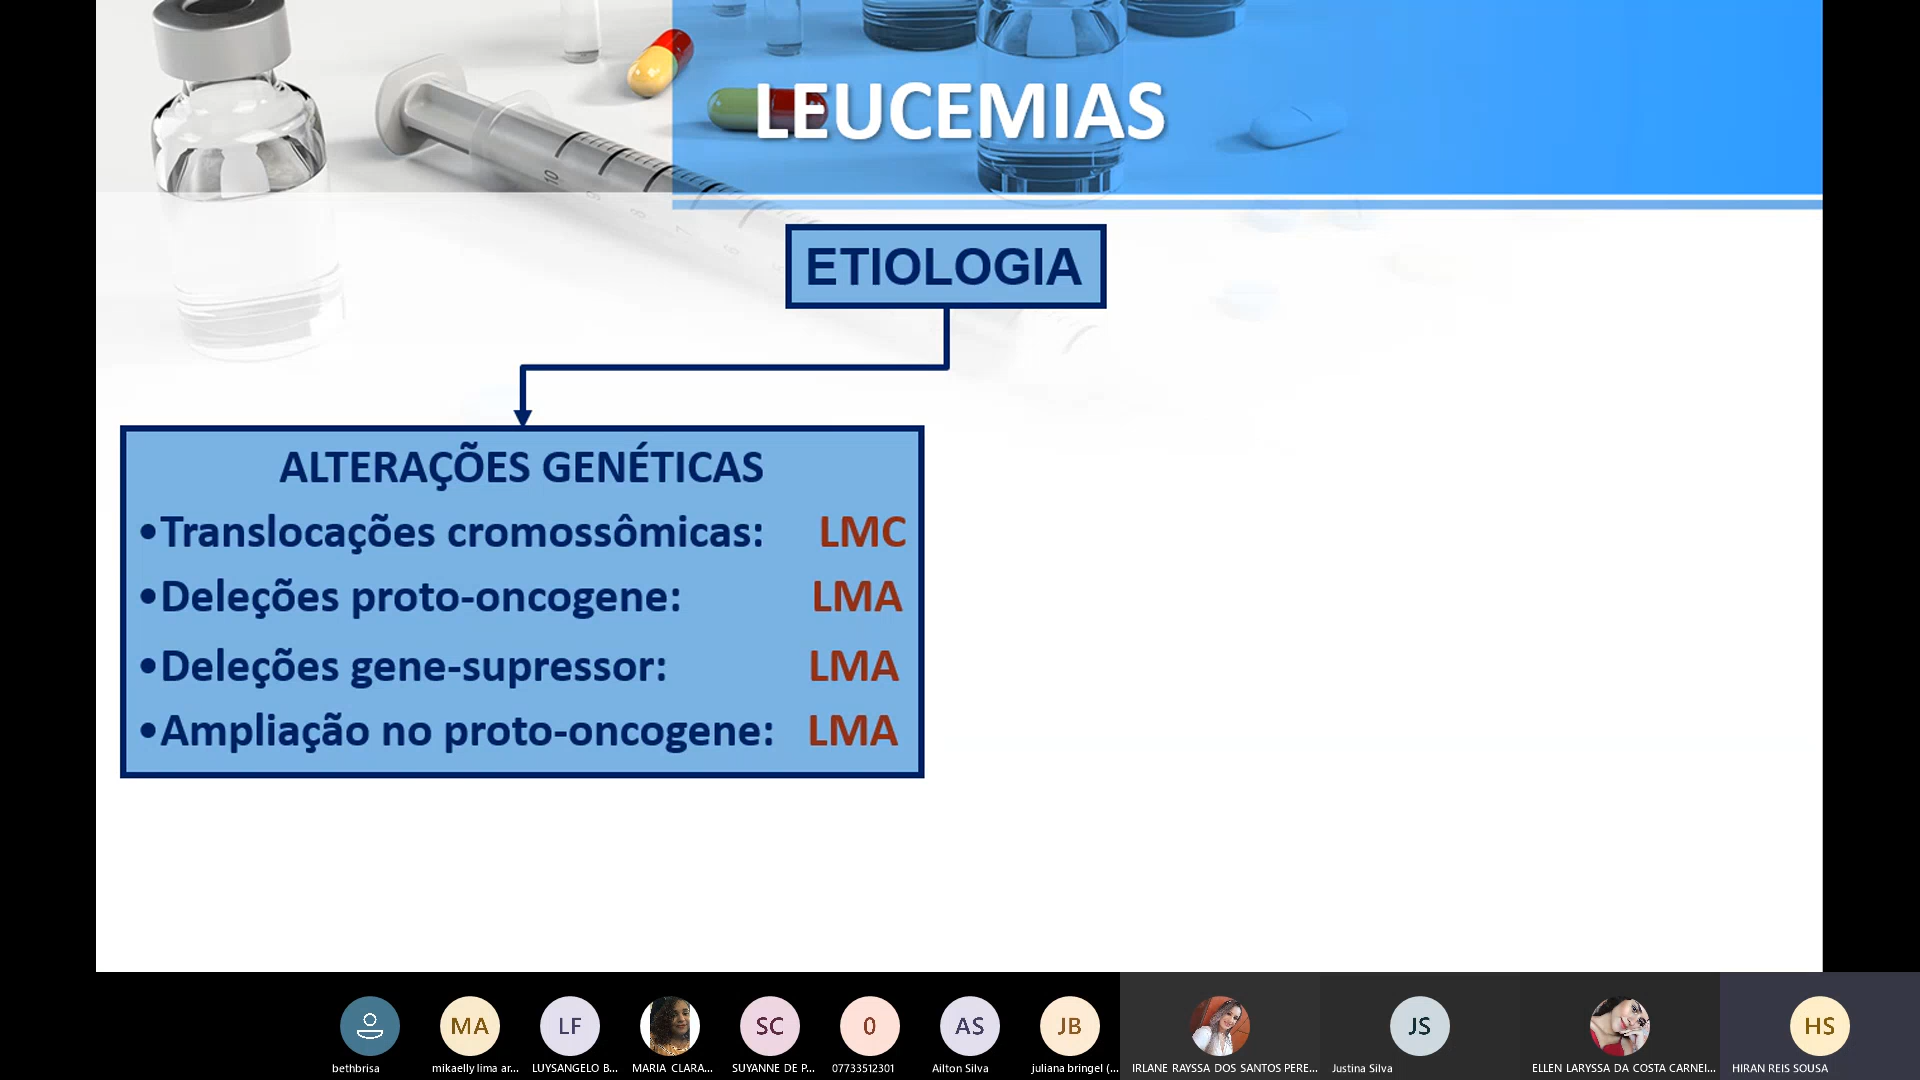 LEUCEMIAS
ETIOLOGIA
ALTERAÇÕES GENÉTICAS
•Translocações cromossômicas: LMC
•Deleções proto-oncogene: LMA
•Deleções gene-supressor: LMA
•Ampliação no proto-oncogene: LMA
10
MA
LF
SC
0
AS
JB
JS
HS
bethbrisa
mikaelly lima ar...
LUYSANGELO B...
MARIA CLARA...
SUYANNE DE P...
07733512301
Ailton Silva
juliana bringel (...
IRLANE RAYSSA DOS SANTOS PERE...
Justina Silva
ELLEN LARYSSA DA COSTA CARNEI...
HIRAN REIS SOUSA